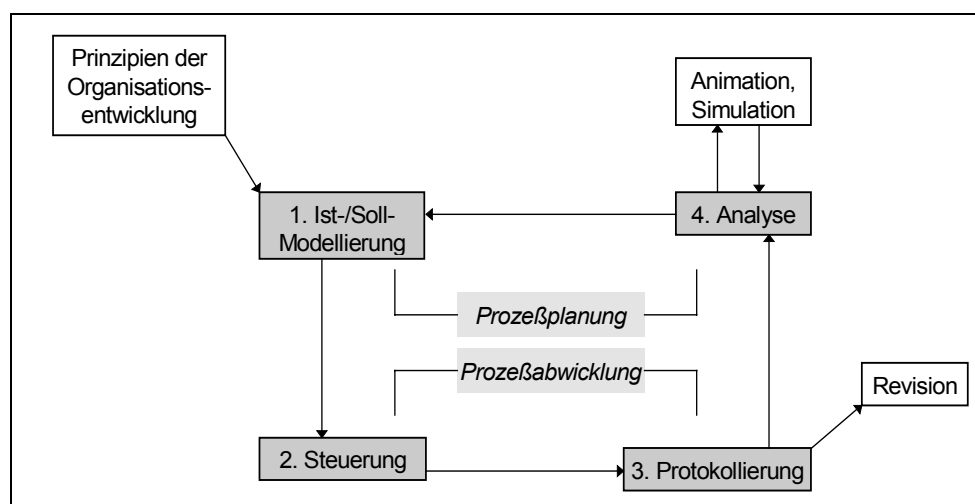 Prinzipien der
Organisations-
entwicklung
Animation,
Simulation
1. Ist-/Soll-
Modellierung
4. Analyse
Prozeßplanung
Prozeßabwicklung
Revision
2. Steuerung
3. Protokollierung